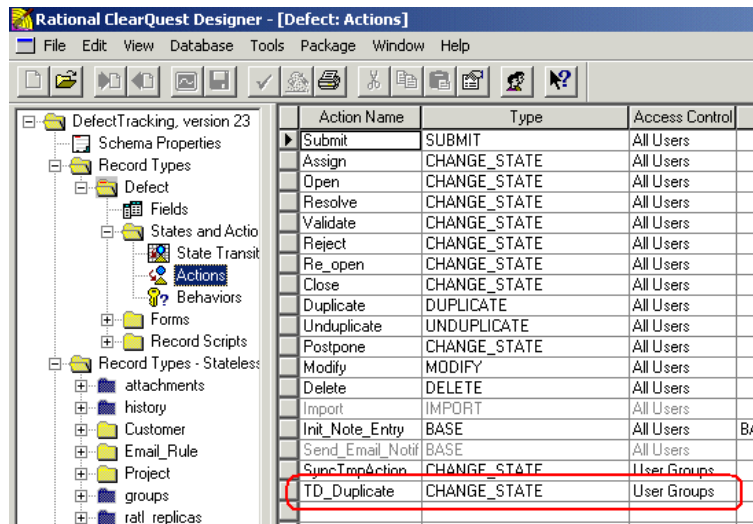 Rational ClearQuest Designer - [Defect: Actions]
File Edit View Database Tools Package Window Help
DefectTracking, version 23
Schema Properties
Record Types
Defect
Fields
States and Actio
State Transit
Actions
Behaviors
Forms
Record Scripts
Record Types - Stateless
attachments
history
Customer
Email_Rule
Project
groups
ratl_replicas
Action Name Type Access Control
Submit SUBMIT All Users
Assign CHANGE_STATE All Users
Open CHANGE_STATE All Users
Resolve CHANGE_STATE All Users
Validate CHANGE_STATE All Users
Reject CHANGE_STATE All Users
Re_open CHANGE_STATE All Users
Close CHANGE_STATE All Users
Duplicate DUPLICATE All Users
Unduplicate UNDUPLICATE All Users
Postpone CHANGE_STATE All Users
Modify MODIFY All Users
Delete DELETE All Users
Import IMPORT All Users
Init_Note_Entry BASE All Users BA
Send_Email_Notif BASE All Users
SyncTmpAction CHANGE_STATE User Groups
TD_Duplicate CHANGE_STATE User Groups